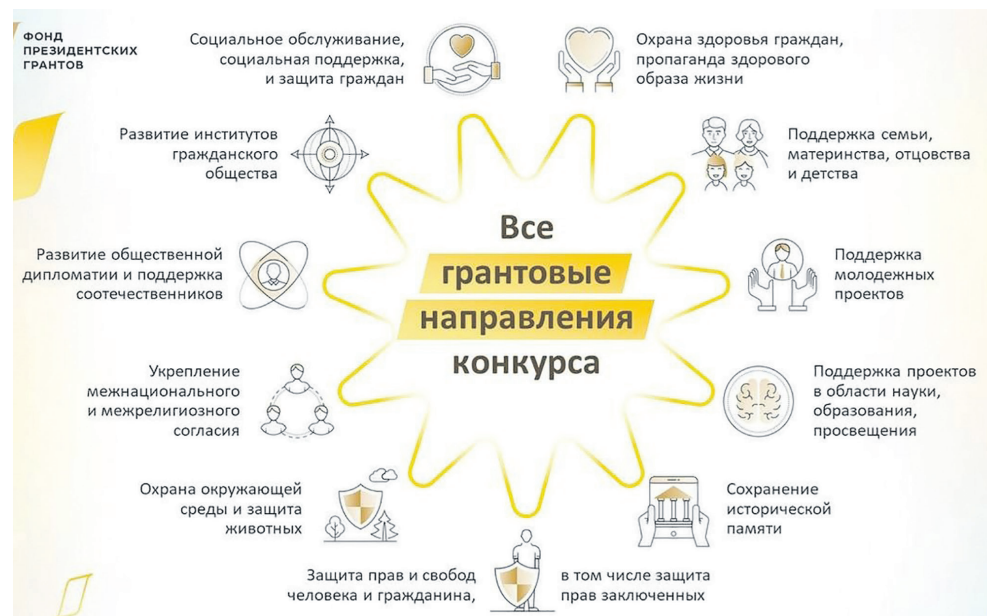 ФОНД
ПРЕЗИДЕНТСКИХ
ГРАНТОВ
Социальное обслуживание,
социальная поддержка,
и защита граждан
Охрана здоровья граждан,
пропаганда здорового
образа жизни
Развитие институтов
гражданского
общества
Поддержка семьи,
материнства, отцовства
и детства
Все
грантовые
направления
конкурса
Развитие общественной
дипломатии и поддержка
соотечественников
Поддержка
молодежных
проектов
Укрепление
межнационального
и межрелигиозного
согласия
Поддержка проектов
в области науки,
образования,
просвещения
Охрана окружающей
среды и защита
животных
Сохранение
исторической
памяти
Защита прав и свобод
человека и гражданина,
в том числе защита
прав заключенных